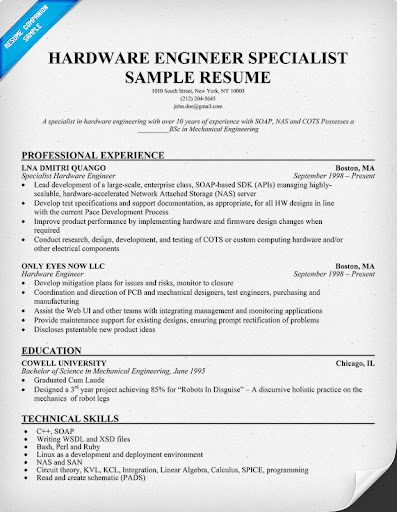 RESUME COMPANION
SAMPLE
HARDWARE ENGINEER SPECIALIST
SAMPLE RESUME
1010 South Street, New York, NY 10003
(212) 204-5645
john.doe@gmail.com
A specialist in hardware engineering with over 16 years of experience with SOAP, NAS and COTS Possesses a
________BSc in Mechanical Engineering
PROFESSIONAL EXPERIENCE
LNA DMITRI QUANGO Boston, MA
Specialist Hardware Engineer September 1998 – Present
• Lead development of a large-scale, enterprise class, SOAP-based SDK (APIs) managing highly-
scalable, hardware-accelerated Network Attached Storage (NAS) server)
• Develop test specifications and support documentation, as appropriate, for all HW designs in line
with the current Pace Development Process
• Improve product performance by implementing hardware and firmware design changes when
required
• Conduct research, design, development, and testing of COTS or custom computing hardware and/or
other electrical components
ONLY EYES NOW LLC Boston, MA
Hardware Engineer September 1998 – Present
• Develop mitigation plans for issues and risks, monitor to closure
• Coordination and direction of PCB and mechanical designers, test engineers, purchasing and
manufacturing
• Assist the Web UI and other teams with integrating their components
• Provide maintenance support for existing designs, ensuring prompt rectification of problems
• Discloses patentable new product ideas
EDUCATION
COWELL UNIVERSITY Chicago, IL
Bachelor of Science in Mechanical Engineering, June 1995
• Graduated Cum Laude
• Designed a 3rd year project achieving 85% for "Robots In Disguise" – A discursive holistic practice on the
mechanics of robot legs
TECHNICAL SKILLS
• C++, SOAP
• Writing WSDL and XSD files
• Bash, Perl and Ruby
• Linux as a development and deployment environment
• NAS and SAN
• Circuit theory, KVL, KCL, Integration, Linear Algebra, Calculus, SPICE, programming
• Read and create schematic (PADS)